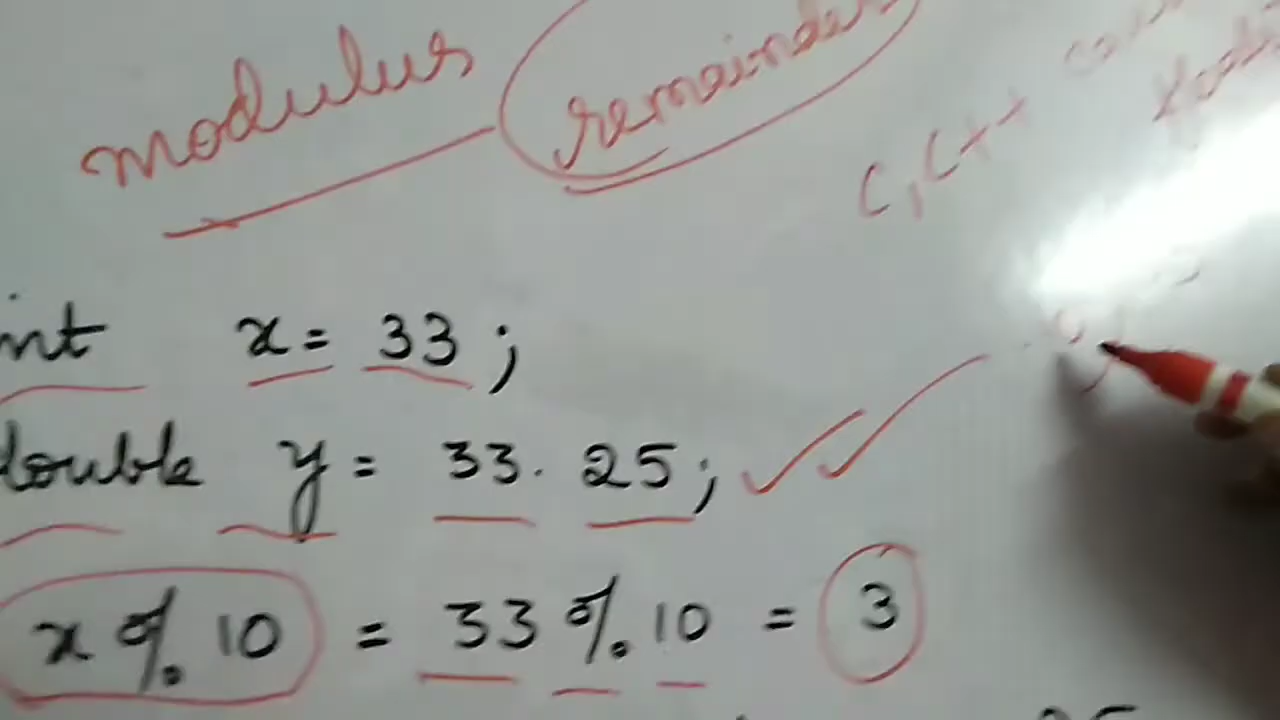 modulus remainder
C, C++
int x = 33;
double y = 33.25;
x % 10 = 33 % 10 = 3